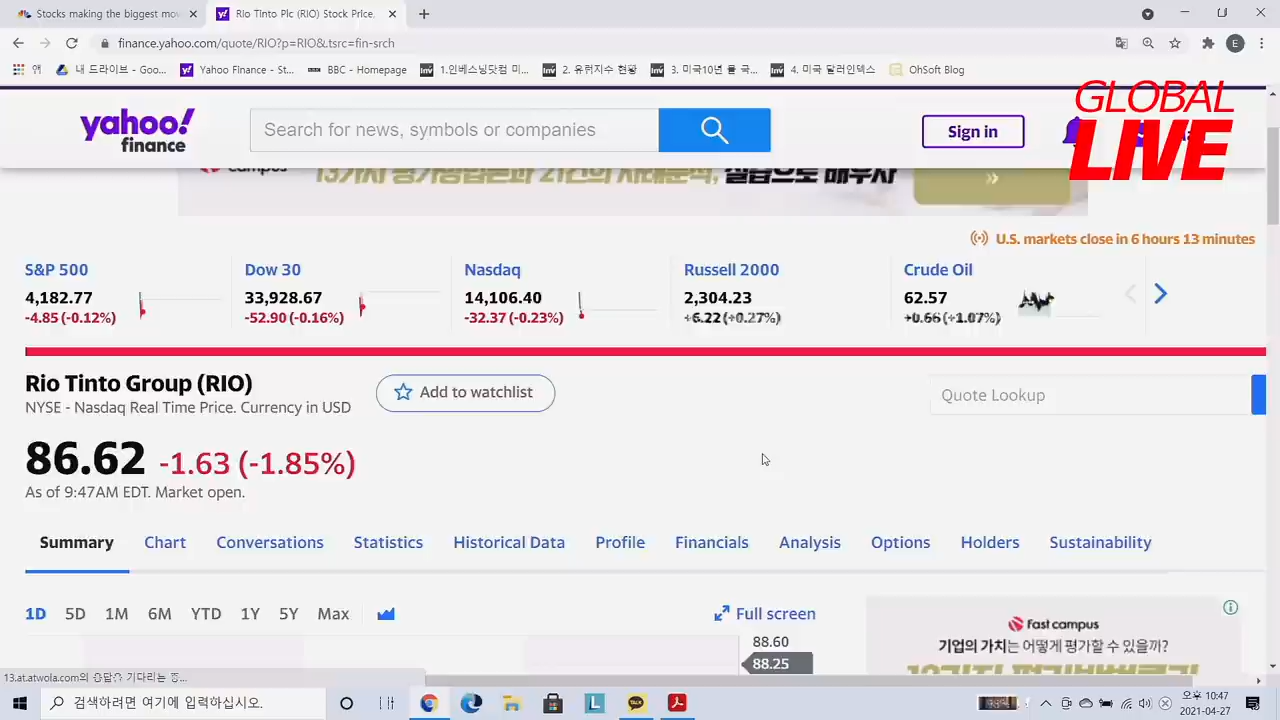 Stocks making the biggest mov
Rio Tinto Plc (RIO) Stock Price,
finance.yahoo.com/quote/RIO?p=RIO&.tsrc=fin-srch
E
앱
내 드라이브 - Goo...
Yahoo Finance - St...
BBC - Homepage
1.인베스팅닷컴 미...
2. 유럽지수 현황
3. 미국10년 물 국...
4. 미국 달러인덱스
OhSoft Blog
GLOBAL
LIVE
yahoo!
finance
Search for news, symbols or companies
Sign in
campus
U.S. markets close in 6 hours 13 minutes
S&P 500
4,182.77
-4.85 (-0.12%)
Dow 30
33,928.67
-52.90 (-0.16%)
Nasdaq
14,106.40
-32.37 (-0.23%)
Russell 2000
2,304.23
+6.22 (+0.27%)
Crude Oil
62.57
Rio Tinto Group (RIO)
NYSE - Nasdaq Real Time Price. Currency in USD
Add to watchlist
Quote Lookup
86.62 -1.63 (-1.85%)
As of 9:47AM EDT. Market open.
Summary
Chart
Conversations
Statistics
Historical Data
Profile
Financials
Analysis
Options
Holders
Sustainability
1D
5D
1M
6M
YTD
1Y
5Y
Max
Full screen
88.60
88.25
Fast campus
기업의 가치는 어떻게 평가할 수 있을까?
검색하려면 여기에 입력하십시오.
TALK
오후 10:47
2021-04-27